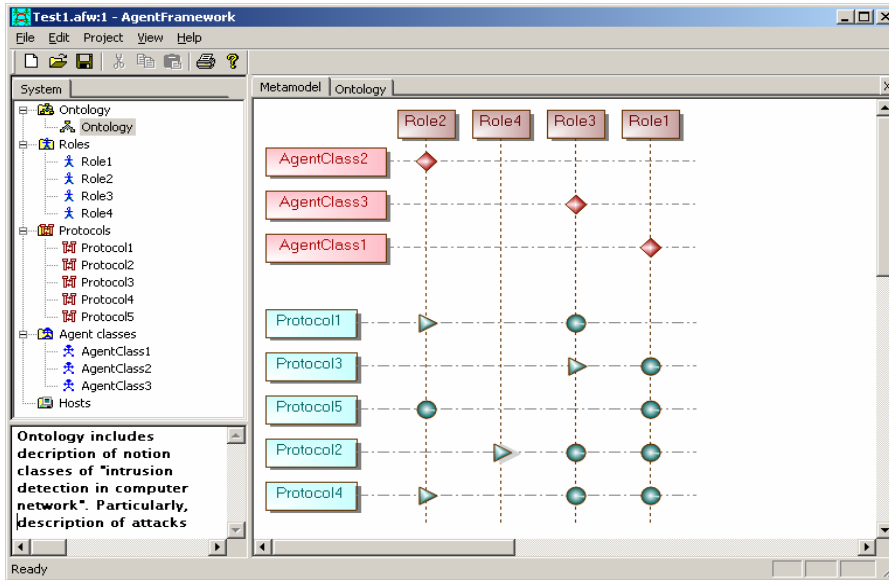 Test1.afw:1 - AgentFramework
File Edit Project View Help
System
Ontology
Ontology
Roles
Role1
Role2
Role3
Role4
Protocols
Protocol1
Protocol2
Protocol3
Protocol4
Protocol5
Agent classes
AgentClass1
AgentClass2
AgentClass3
Hosts
Ontology includes
decription of notion
classes of "intrusion
detection in computer
network". Particularly,
description of attacks
Metamodel Ontology
Role2 Role4 Role3 Role1
AgentClass2
AgentClass3
AgentClass1
Protocol1
Protocol3
Protocol5
Protocol2
Protocol4
Ready